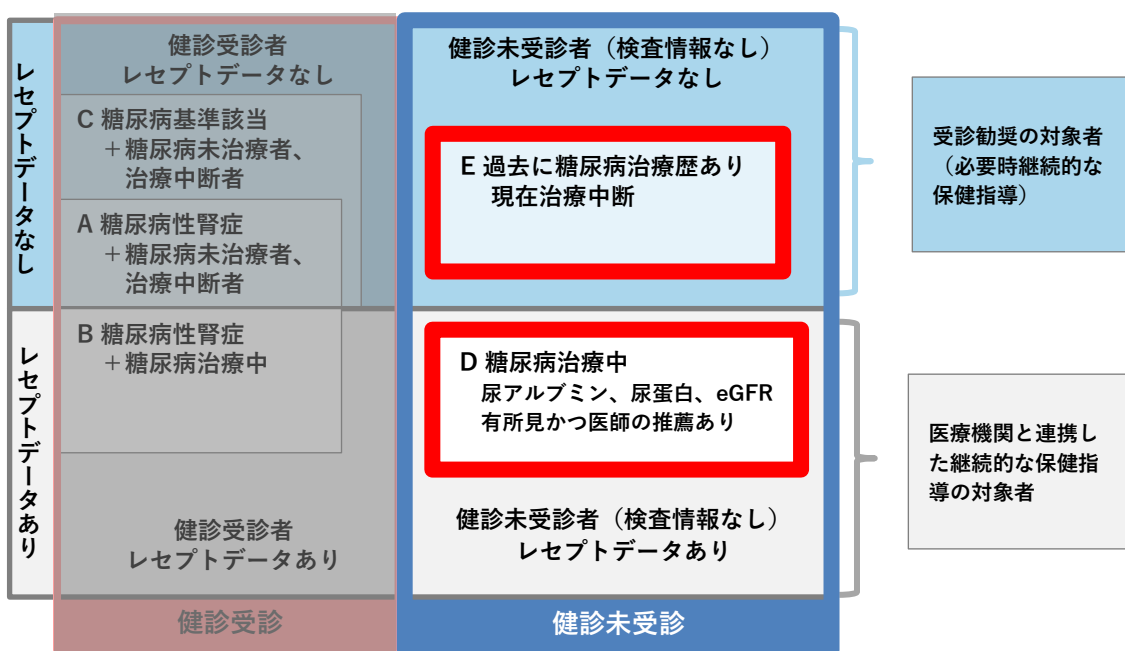 レセプトデータなし
健診受診者
レセプトデータなし
C 糖尿病基準該当
＋糖尿病未治療者、
治療中断者
A 糖尿病性腎症
＋糖尿病未治療者、
治療中断者
健診未受診者（検査情報なし）
レセプトデータなし
E 過去に糖尿病治療歴あり
現在治療中断
受診勧奨の対象者
（必要時継続的な
保健指導）
レセプトデータあり
B 糖尿病性腎症
＋糖尿病治療中
健診受診者
レセプトデータあり
D 糖尿病治療中
尿アルブミン、尿蛋白、eGFR
有所見かつ医師の推薦あり
健診未受診者（検査情報なし）
レセプトデータあり
医療機関と連携し
た継続的な保健指
導の対象者
健診受診
健診未受診